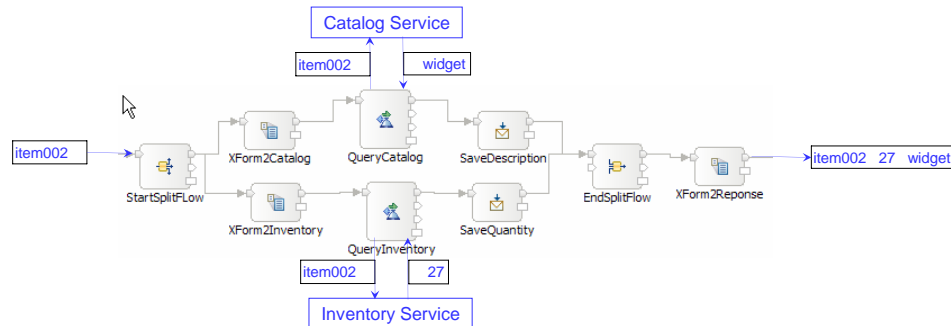 Catalog Service
item002
widget
XForm2Catalog
QueryCatalog
SaveDescription
item002
StartSplitFLow
EndSplitFlow
XForm2Reponse
item002 27 widget
XForm2Inventory
QueryInventory
SaveQuantity
item002
27
Inventory Service